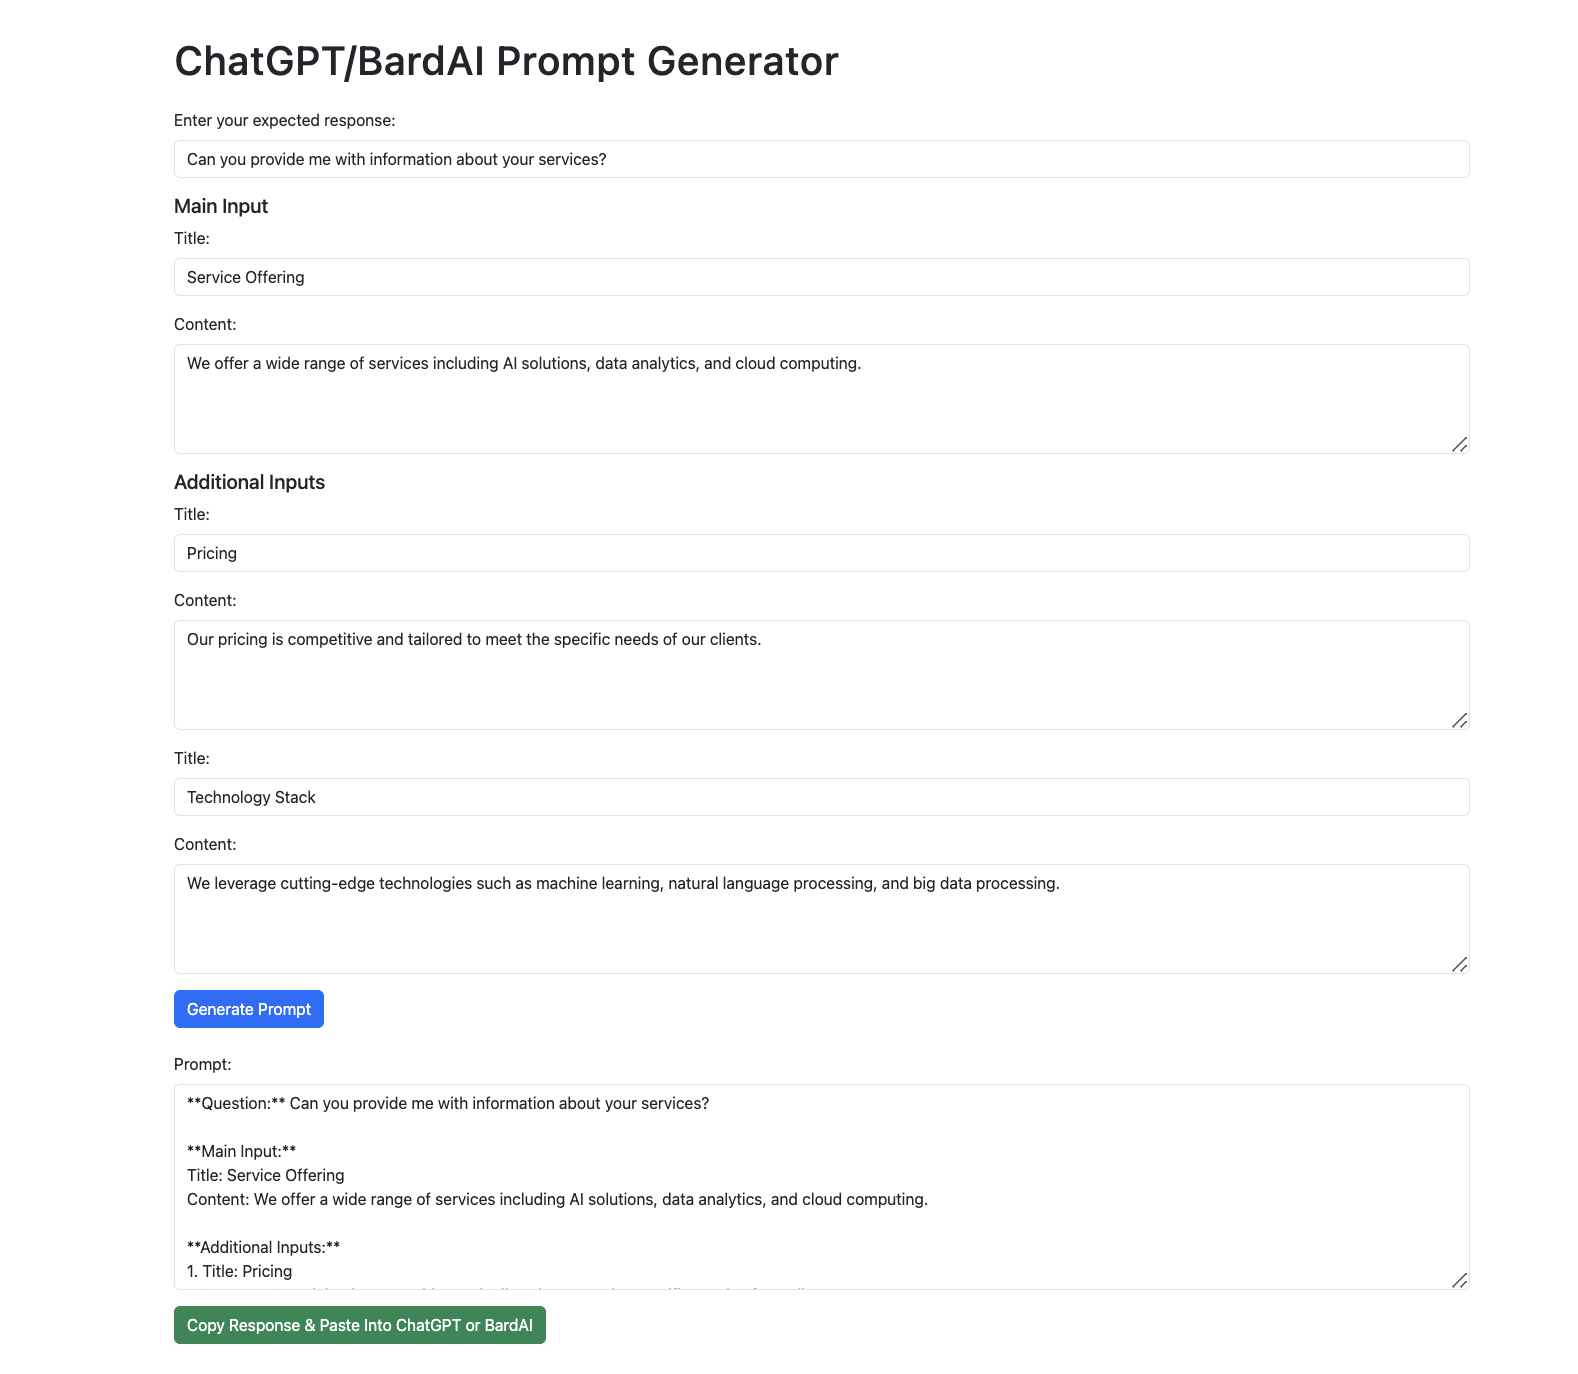 ChatGPT/BardAI Prompt Generator
Enter your expected response:
Can you provide me with information about your services?
Main Input
Title:
Service Offering
Content:
We offer a wide range of services including AI solutions, data analytics, and cloud computing.
Additional Inputs
Title:
Pricing
Content:
Our pricing is competitive and tailored to meet the specific needs of our clients.
Title:
Technology Stack
Content:
We leverage cutting-edge technologies such as machine learning, natural language processing, and big data processing.
Generate Prompt
Prompt:
**Question:** Can you provide me with information about your services?
**Main Input:**
Title: Service Offering
Content: We offer a wide range of services including AI solutions, data analytics, and cloud computing.
**Additional Inputs:**
1. Title: Pricing
Copy Response & Paste Into ChatGPT or BardAI